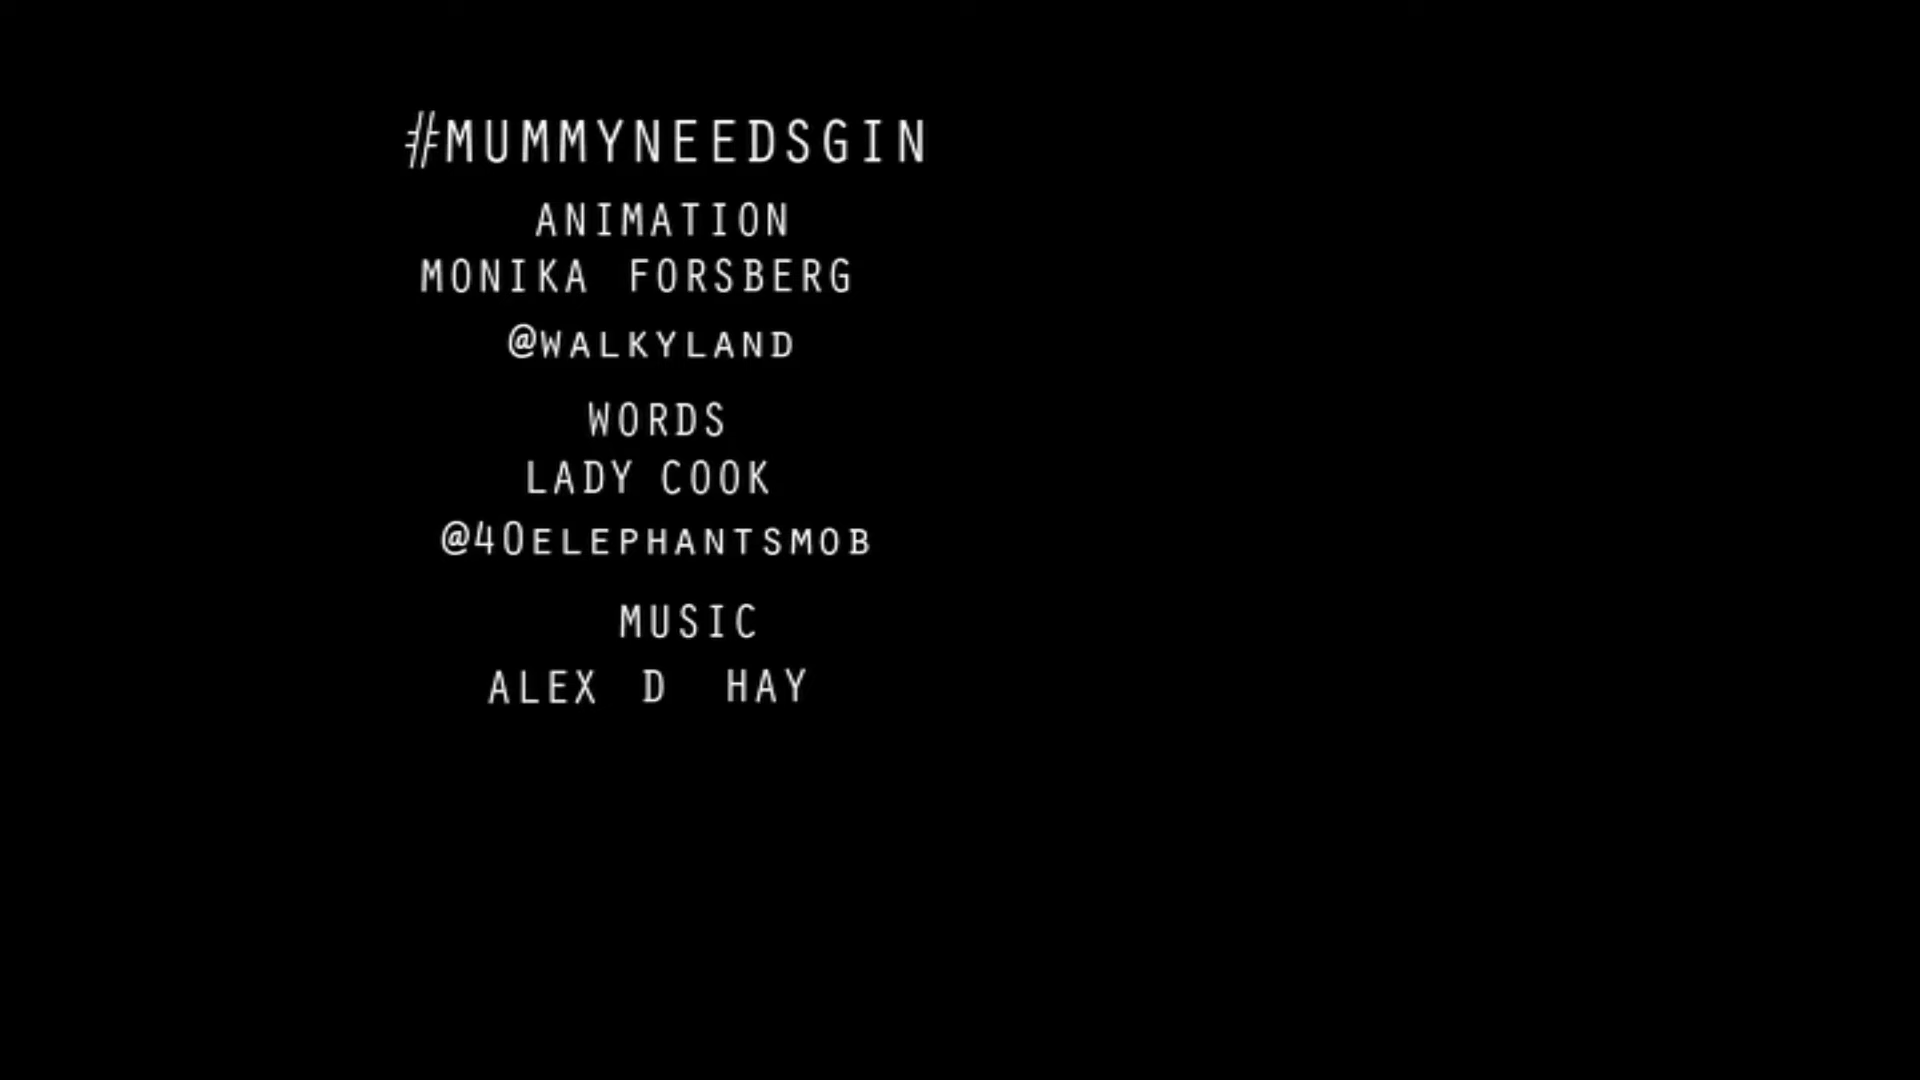 #MUMMYNEEDSGIN
ANIMATION
MONIKA FORSBERG
@WALKYLAND
WORDS
LADY COOK
@40ELEPHANTSMOB
MUSIC
ALEX D HAY